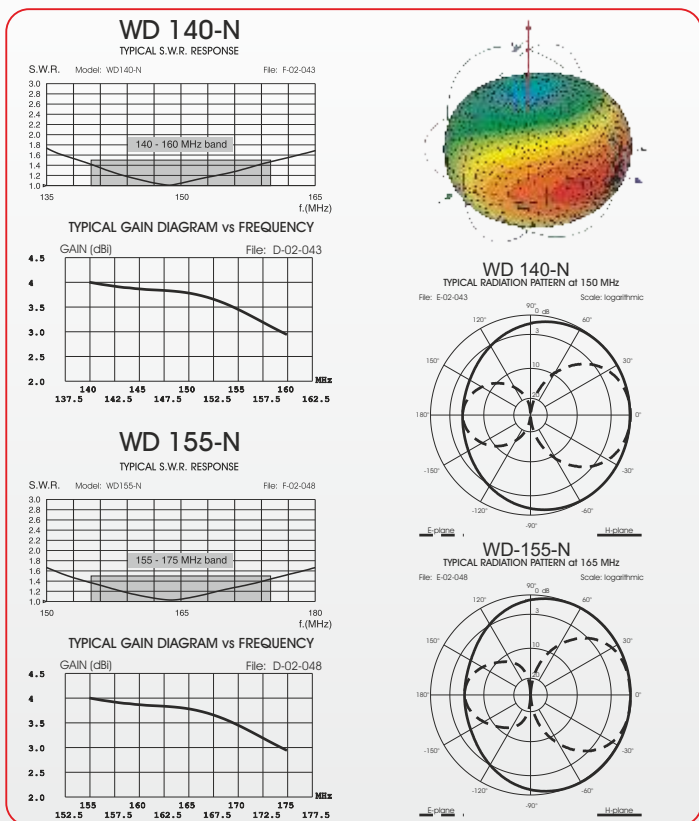 WD 140-N
TYPICAL S.W.R. RESPONSE
S.W.R. Model: WD140-N File: F-02-043
3.0
2.8
2.6
2.4
2.2
2.0
1.8
1.6
1.4
1.2
1.0
140 - 160 MHz band
135 150 165
f.(MHz)
TYPICAL GAIN DIAGRAM vs FREQUENCY
GAIN (dBi) File: D-02-043
4.5
4
3.5
3.0
2.5
2.0
MHz
140 145 150 155 160
137.5 142.5 147.5 152.5 157.5 162.5
WD 155-N
TYPICAL S.W.R. RESPONSE
S.W.R. Model: WD155-N File: F-02-048
3.0
2.8
2.6
2.4
2.2
2.0
1.8
1.6
1.4
1.2
1.0
155 - 175 MHz band
150 165 180
f.(MHz)
TYPICAL GAIN DIAGRAM vs FREQUENCY
GAIN (dBi) File: D-02-048
4.5
4
3.5
3.0
2.5
2.0
MHz
155 160 165 170 175
152.5 157.5 162.5 167.5 172.5 177.5
WD 140-N
TYPICAL RADIATION PATTERN at 150 MHz
File: E-02-043 Scale: logarithmic
90°
0 dB
120° 60°
3
150° 30°
10
20
180° 0°
-150° -30°
-120° -60°
-90°
E-plane H-plane
WD-155-N
TYPICAL RADIATION PATTERN at 165 MHz
File: E-02-048 Scale: logarithmic
90°
0 dB
120° 60°
3
150° 30°
10
20
180° 0°
-150° -30°
-120° -60°
-90°
E-plane H-plane